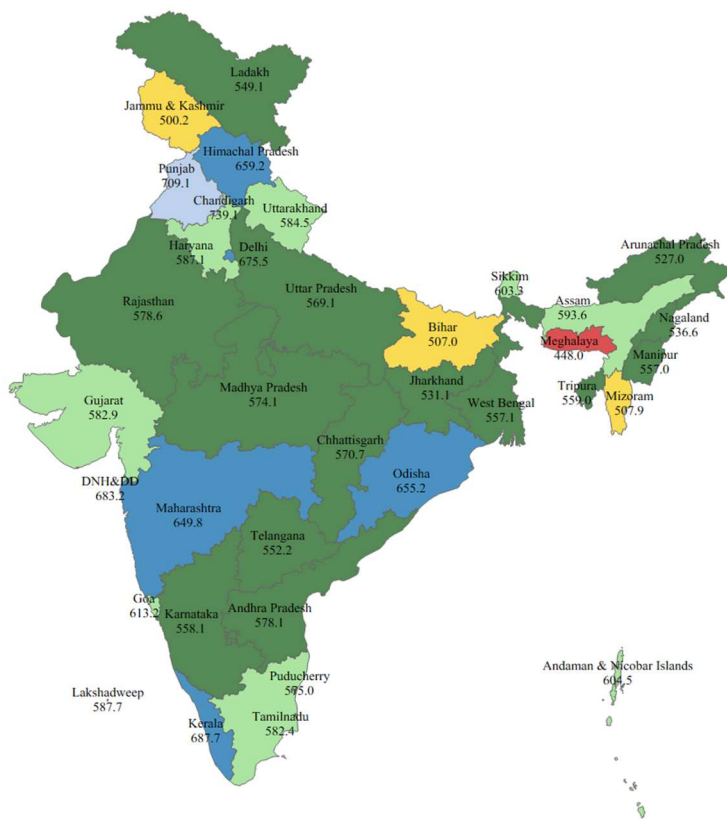 Ladakh
549.1
Jammu & Kashmir
500.2
Himachal Pradesh
659.2
Punjab
709.1
Chandigarh
739.1
Uttarakhand
584.5
Haryana
587.1
Delhi
675.5
Arunachal Pradesh
527.0
Sikkim
603.3
Assam
593.6
Nagaland
536.6
Meghalaya
448.0
Manipur
557.0
Tripura
559.0
Mizoram
507.9
Rajasthan
578.6
Uttar Pradesh
569.1
Bihar
507.0
Gujarat
582.9
Madhya Pradesh
574.1
Jharkhand
531.1
West Bengal
557.1
Chhattisgarh
570.7
Odisha
655.2
DNH&DD
683.2
Maharashtra
649.8
Telangana
552.2
Goa
613.2
Karnataka
558.1
Andhra Pradesh
578.1
Puducherry
575.0
Andaman & Nicobar Islands
604.5
Lakshadweep
587.7
Kerala
687.7
Tamilnadu
582.4